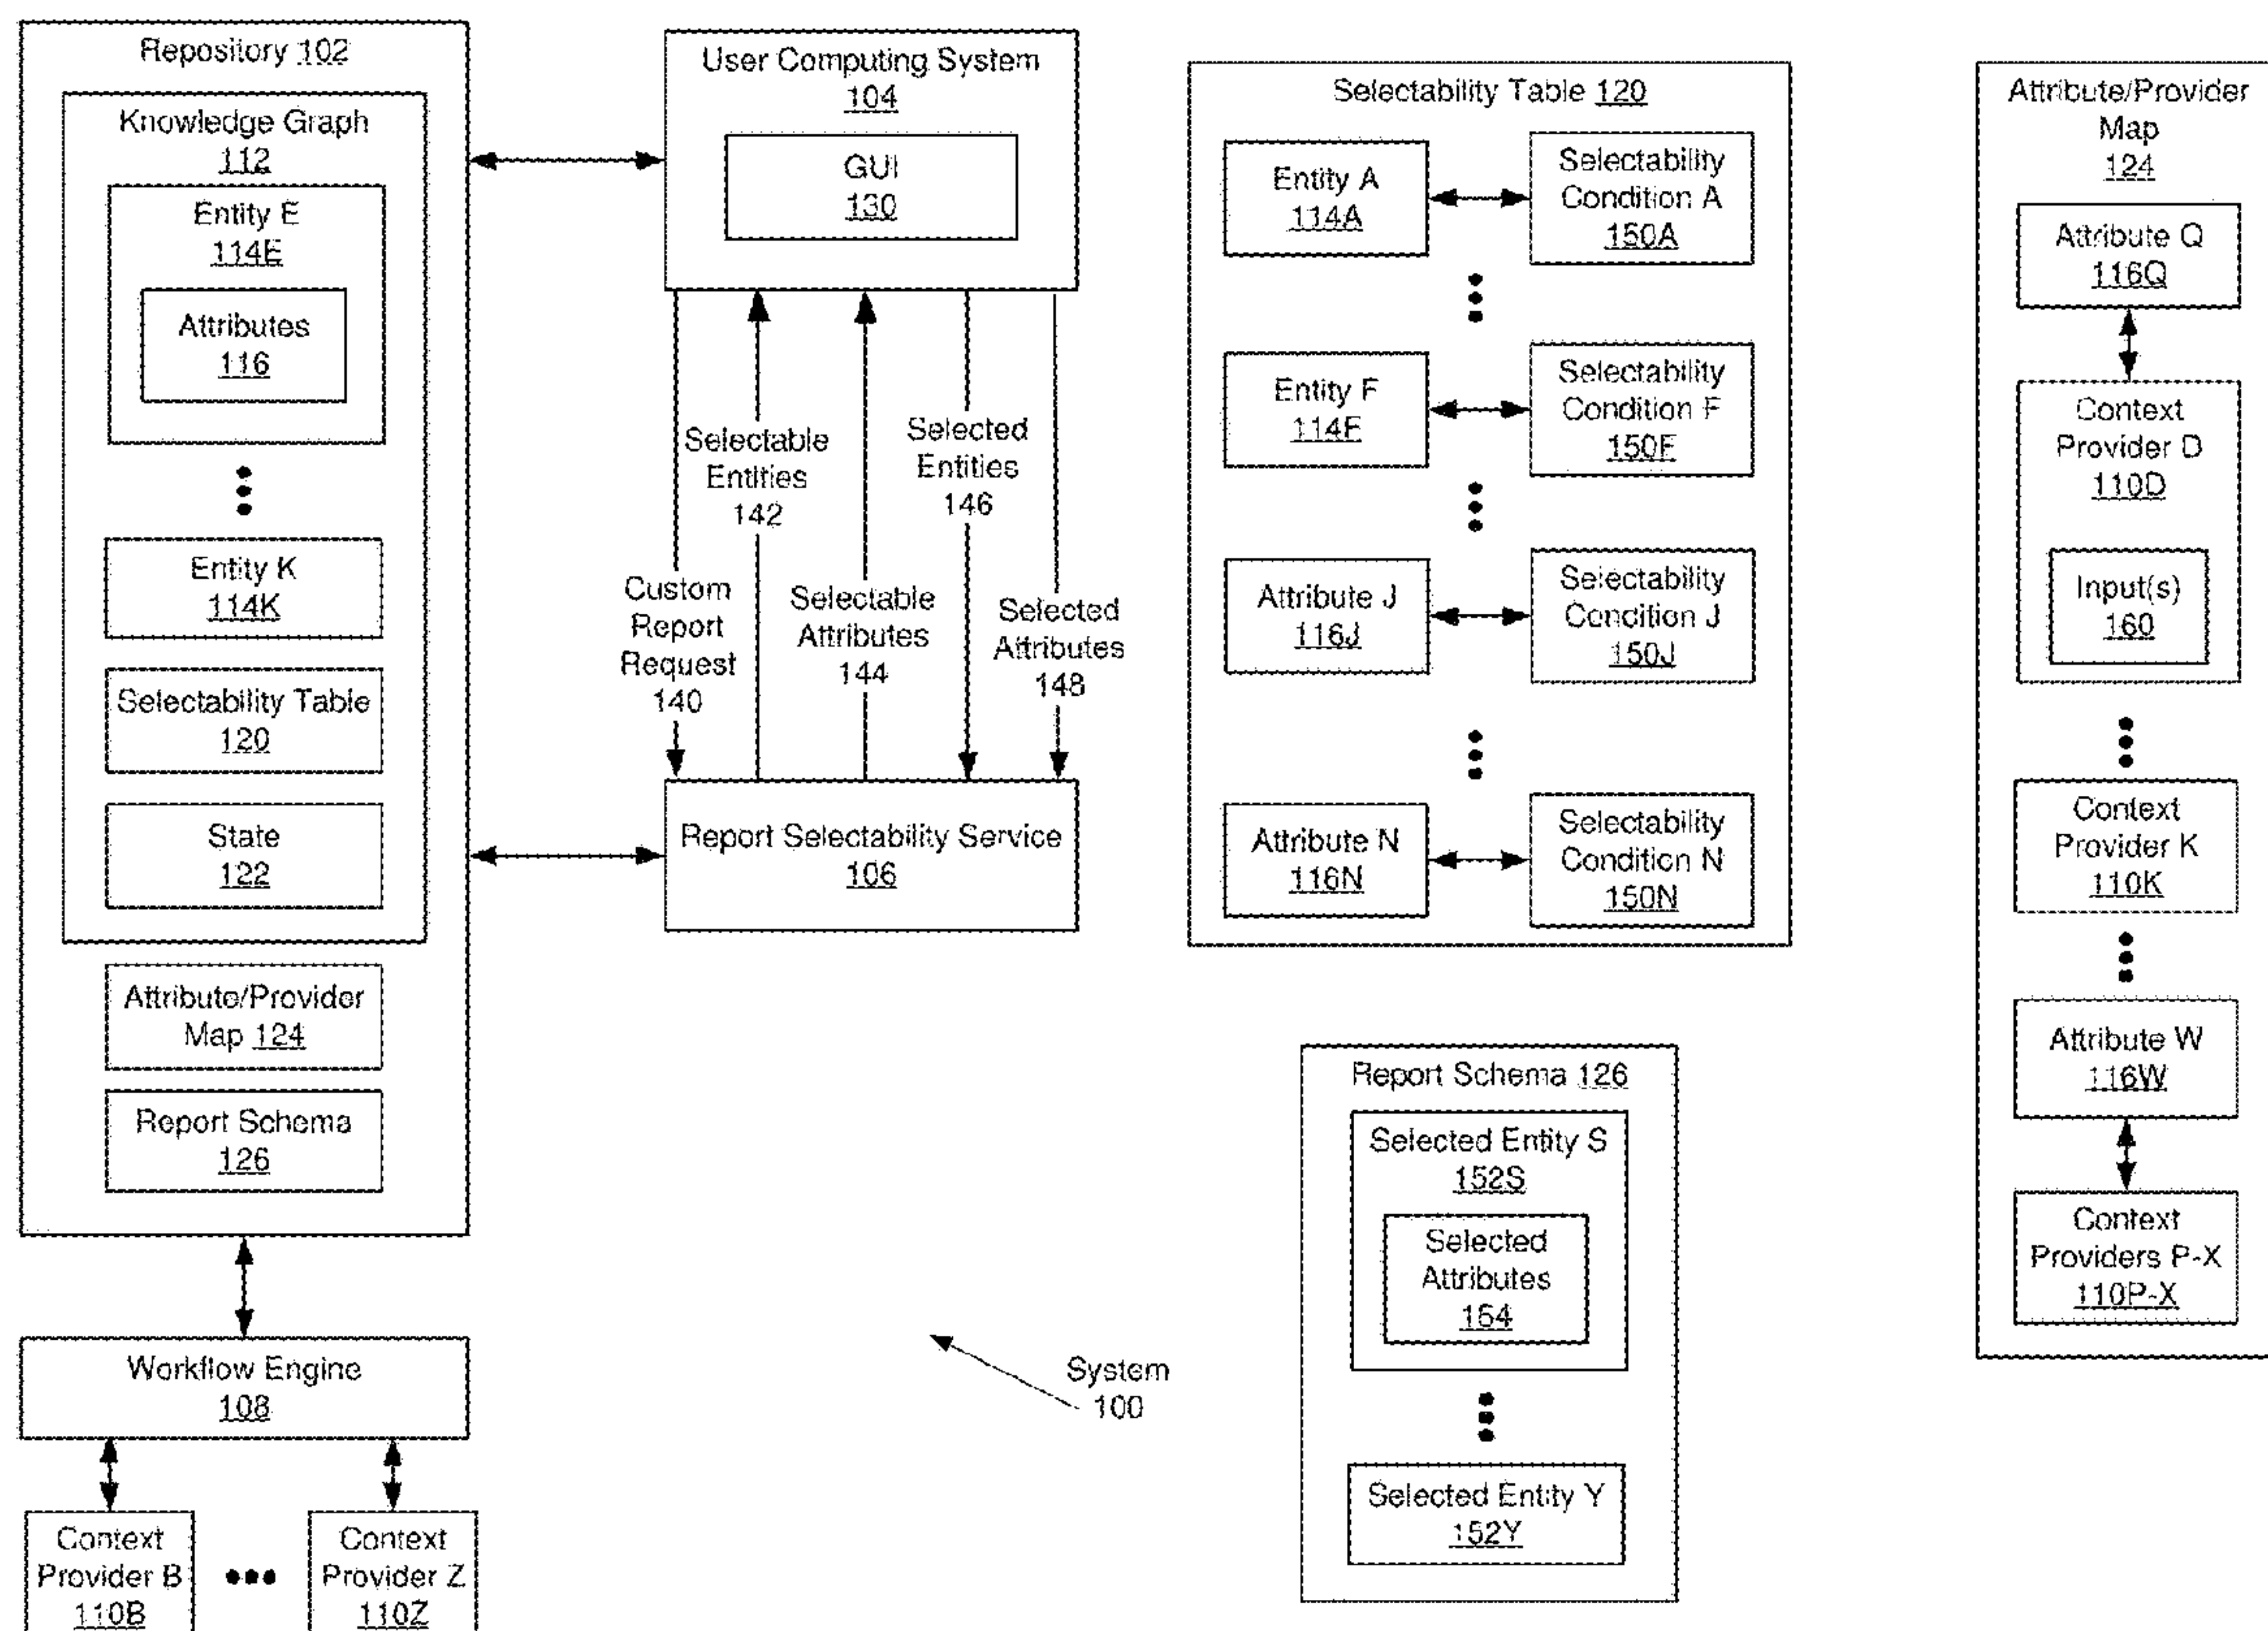 Repository 102
Knowledge Graph
112
Entity E
114E
Attributes
116
Entity K
114K
Selectability Table
120
State
122
Attribute/Provider
Map 124
Report Schema
126
Workflow Engine
108
Context
Provider B
110B
Context
Provider Z
110Z
User Computing System
104
GUI
130
Custom
Report
Request
140
Selectable
Entities
142
Selectable
Attributes
144
Selected
Entities
146
Selected
Attributes
148
Report Selectability Service
106
System
100
Selectability Table 120
Entity A
114A
Selectability
Condition A
150A
Entity F
114F
Selectability
Condition F
150F
Attribute J
116J
Selectability
Condition J
150J
Attribute N
116N
Selectability
Condition N
150N
Report Schema 126
Selected Entity S
152S
Selected
Attributes
154
Selected Entity Y
152Y
Attribute/Provider
Map
124
Attribute Q
116Q
Context
Provider D
110D
Input(s)
160
Context
Provider K
110K
Attribute W
116W
Context
Providers P-X
110P-X